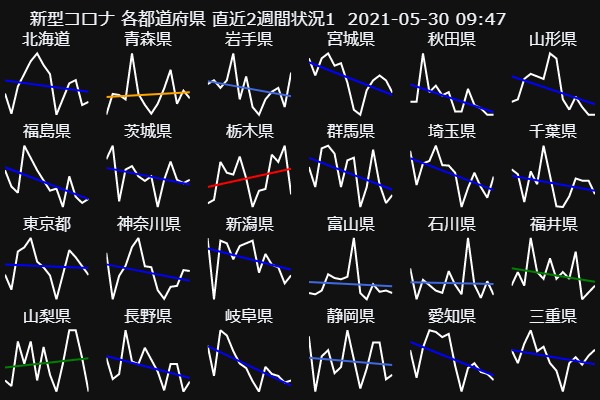 新型コロナ 各都道府県 直近2週間状況1 2021-05-30 09:47
北海道 青森県 岩手県 宮城県 秋田県 山形県
福島県 茨城県 栃木県 群馬県 埼玉県 千葉県
東京都 神奈川県 新潟県 富山県 石川県 福井県
山梨県 長野県 岐阜県 静岡県 愛知県 三重県